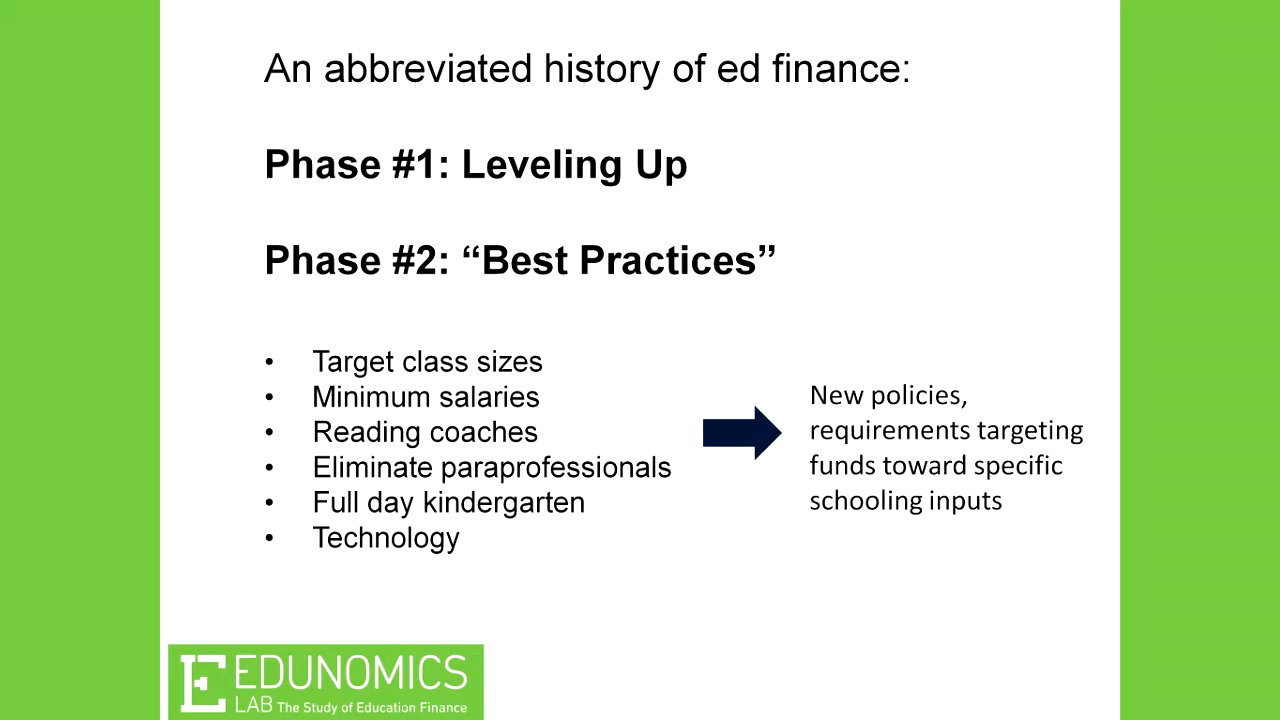 An abbreviated history of ed finance:
Phase #1: Leveling Up
Phase #2: “Best Practices”
• Target class sizes
• Minimum salaries
• Reading coaches
• Eliminate paraprofessionals
• Full day kindergarten
• Technology
New policies,
requirements targeting
funds toward specific
schooling inputs
E EDUNOMICS
LAB The Study of Education Finance